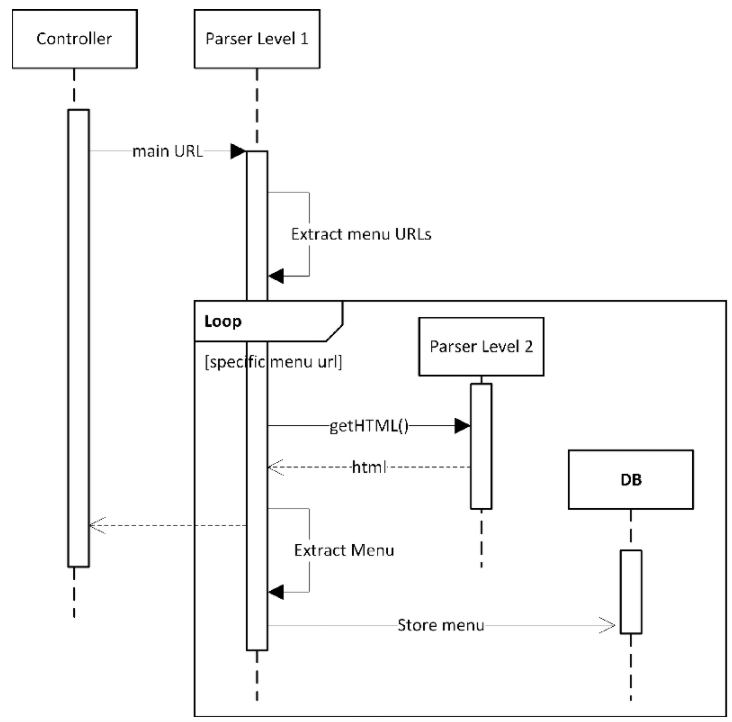 Controller
Parser Level 1
main URL
Extract menu URLs
Loop
[specific menu url]
Parser Level 2
getHTML()
html
DB
Extract Menu
Store menu